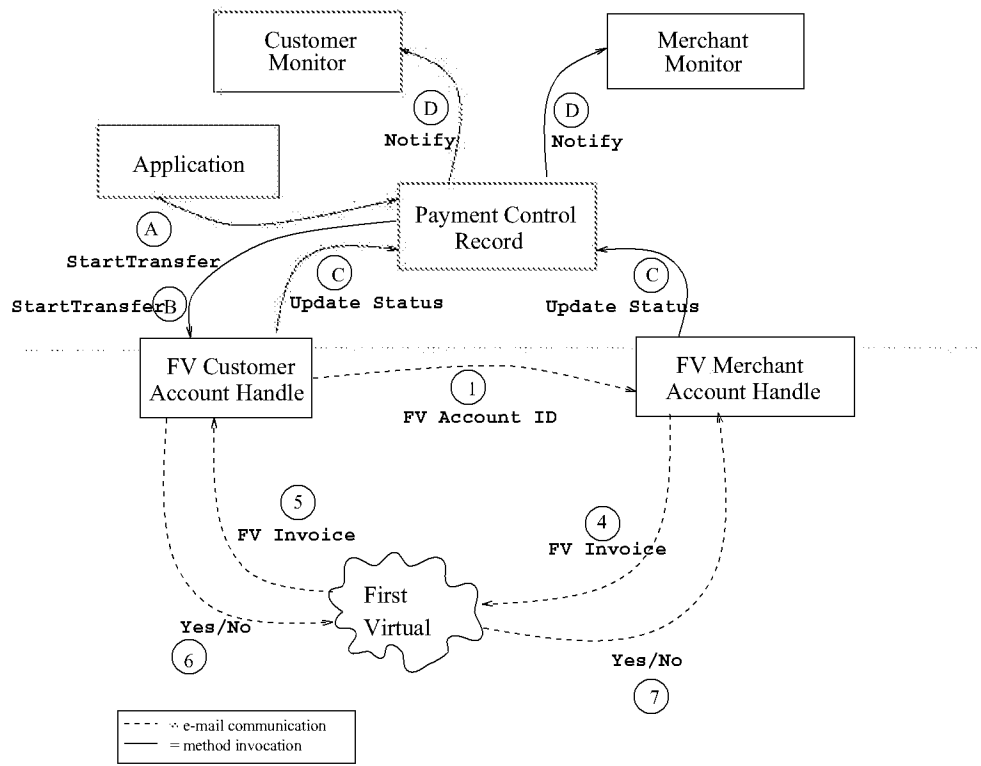 Customer
Monitor
Merchant
Monitor
D
Notify
D
Notify
Application
Payment Control
Record
A
StartTransfer
C
Update Status
C
Update Status
StartTransfer
B
FV Customer
Account Handle
FV Merchant
Account Handle
1
FV Account ID
5
FV Invoice
4
FV Invoice
First
Virtual
Yes/No
6
Yes/No
7
e-mail communication
= method invocation